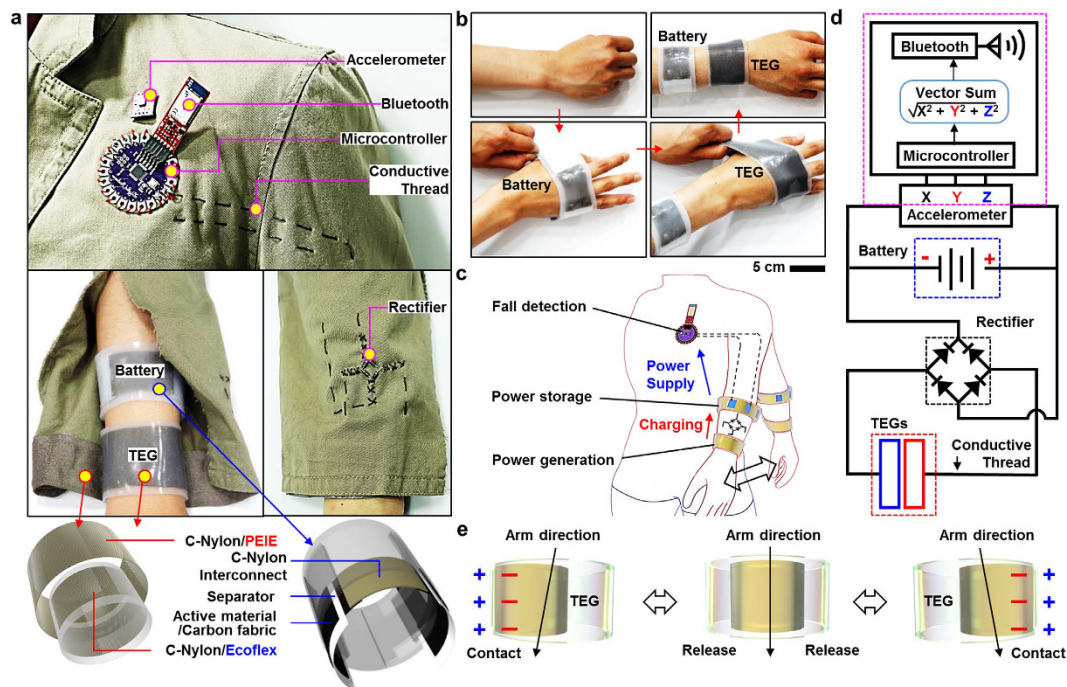 a
Accelerometer
Bluetooth
Microcontroller
Conductive
Thread
Battery
TEG
Rectifier
C-Nylon/PEIE
C-Nylon/Ecoflex
C-Nylon
Interconnect
Separator
Active material
/Carbon fabric
b
Battery
TEG
Battery
TEG
5 cm
c
Fall detection
Power
Supply
Power storage
Charging
Power generation
d
Bluetooth
Vector Sum
√X² + Y² + Z²
Microcontroller
X Y Z
Accelerometer
Battery
- +
Rectifier
TEGs
Conductive
Thread
e
Arm direction
Arm direction
Arm direction
+ − TEG
+ −
+ −
Contact
Release Release
TEG − +
− +
− +
Contact